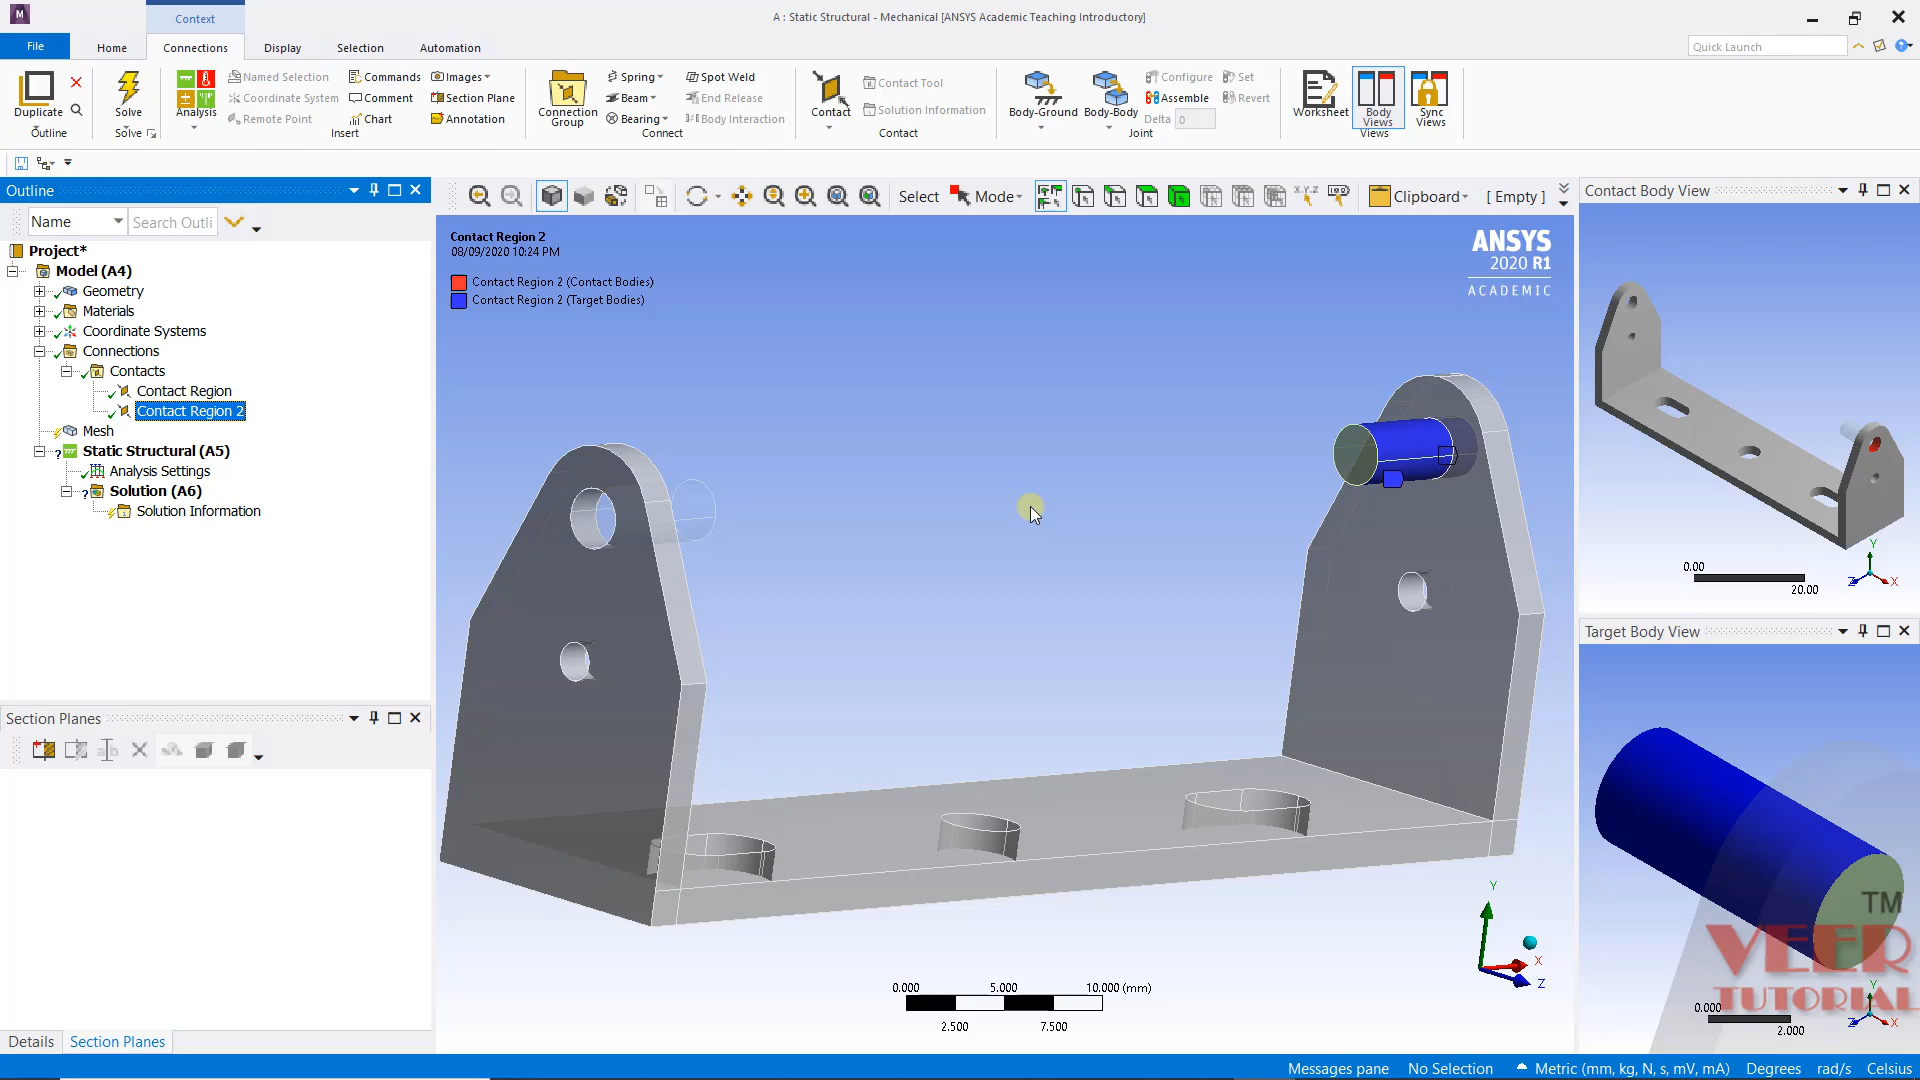 M
Context
A : Static Structural - Mechanical [ANSYS Academic Teaching Introductory]
File
Home
Connections
Display
Selection
Automation
Quick Launch
Duplicate
Outline
Solve
Solve
Analysis
Named Selection
Coordinate System
Remote Point
Commands
Comment
Chart
Images
Section Plane
Annotation
Insert
Connection
Group
Spring
Beam
Bearing
Spot Weld
End Release
Body Interaction
Connect
Contact
Contact Tool
Solution Information
Contact
Body-Ground
Body-Body
Configure
Assemble
Delta 0
Set
Revert
Joint
Worksheet
Body
Views
Sync
Views
Views
Outline
Name
Search Outli
Project*
Model (A4)
Geometry
Materials
Coordinate Systems
Connections
Contacts
Contact Region
Contact Region 2
Mesh
Static Structural (A5)
Analysis Settings
Solution (A6)
Solution Information
Section Planes
Details
Section Planes
Select
Mode
Clipboard
[ Empty ]
Contact Region 2
08/09/2020 10:24 PM
Contact Region 2 (Contact Bodies)
Contact Region 2 (Target Bodies)
ANSYS
2020 R1
ACADEMIC
Y
X
Z
0.000
5.000
10.000 (mm)
2.500
7.500
Contact Body View
0.00
20.00
Y
Z
X
Target Body View
TM
VEER
TUTORIAL
0.000
2.000
Y
Z
X
Messages pane
No Selection
Metric (mm, kg, N, s, mV, mA)
Degrees
rad/s
Celsius